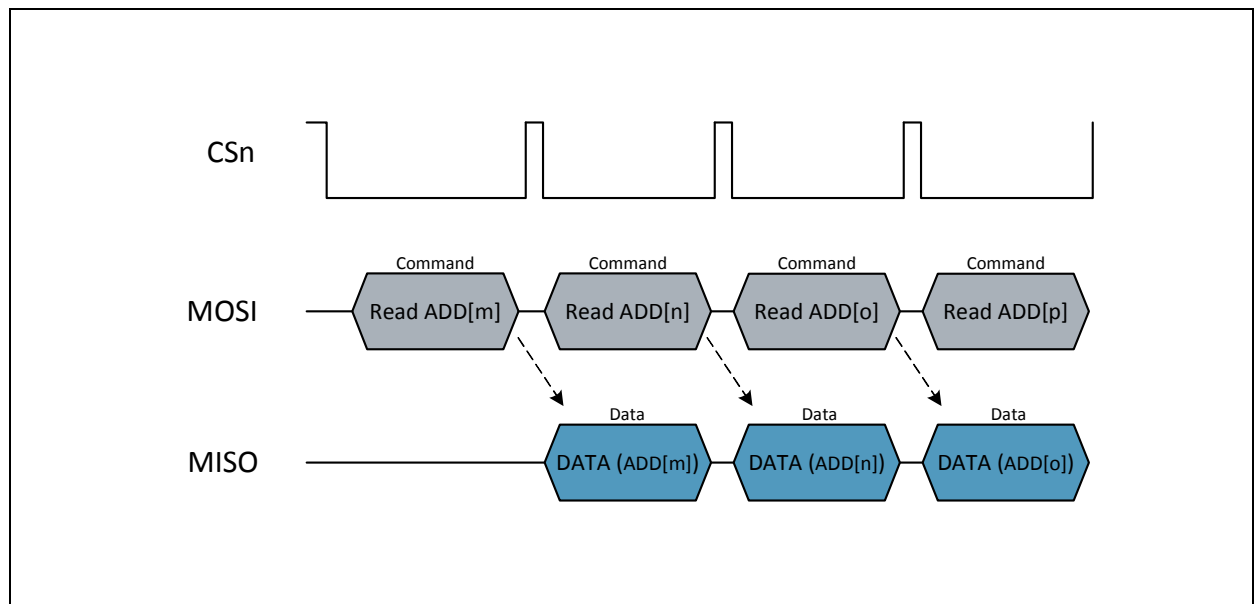 CSn
Command Command Command Command
MOSI Read ADD[m] Read ADD[n] Read ADD[o] Read ADD[p]
Data Data Data
MISO DATA (ADD[m]) DATA (ADD[n]) DATA (ADD[o])